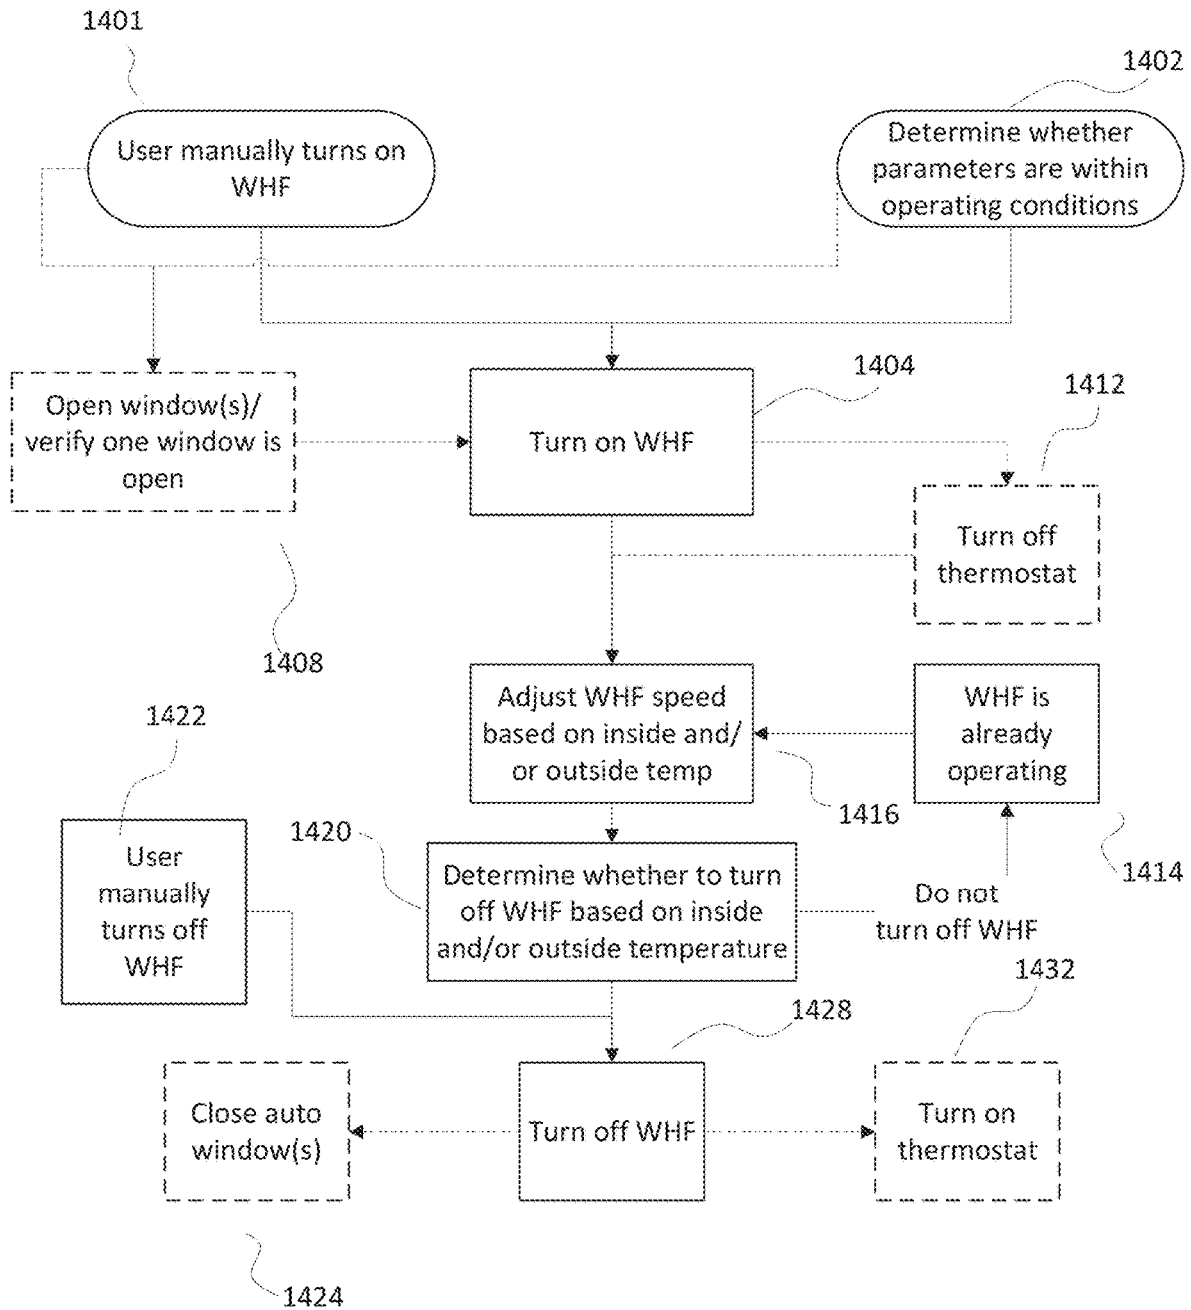 1401
1402
User manually turns on
WHF
Determine whether
parameters are within
operating conditions
1404
1412
Open window(s)/
verify one window is
open
Turn on WHF
Turn off
thermostat
1408
Adjust WHF speed
based on inside and/
or outside temp
WHF is
already
operating
1422
1416
1420
1414
User
manually
turns off
WHF
Determine whether to turn
off WHF based on inside
and/or outside temperature
Do not
turn off WHF
1432
1428
Close auto
window(s)
Turn off WHF
Turn on
thermostat
1424